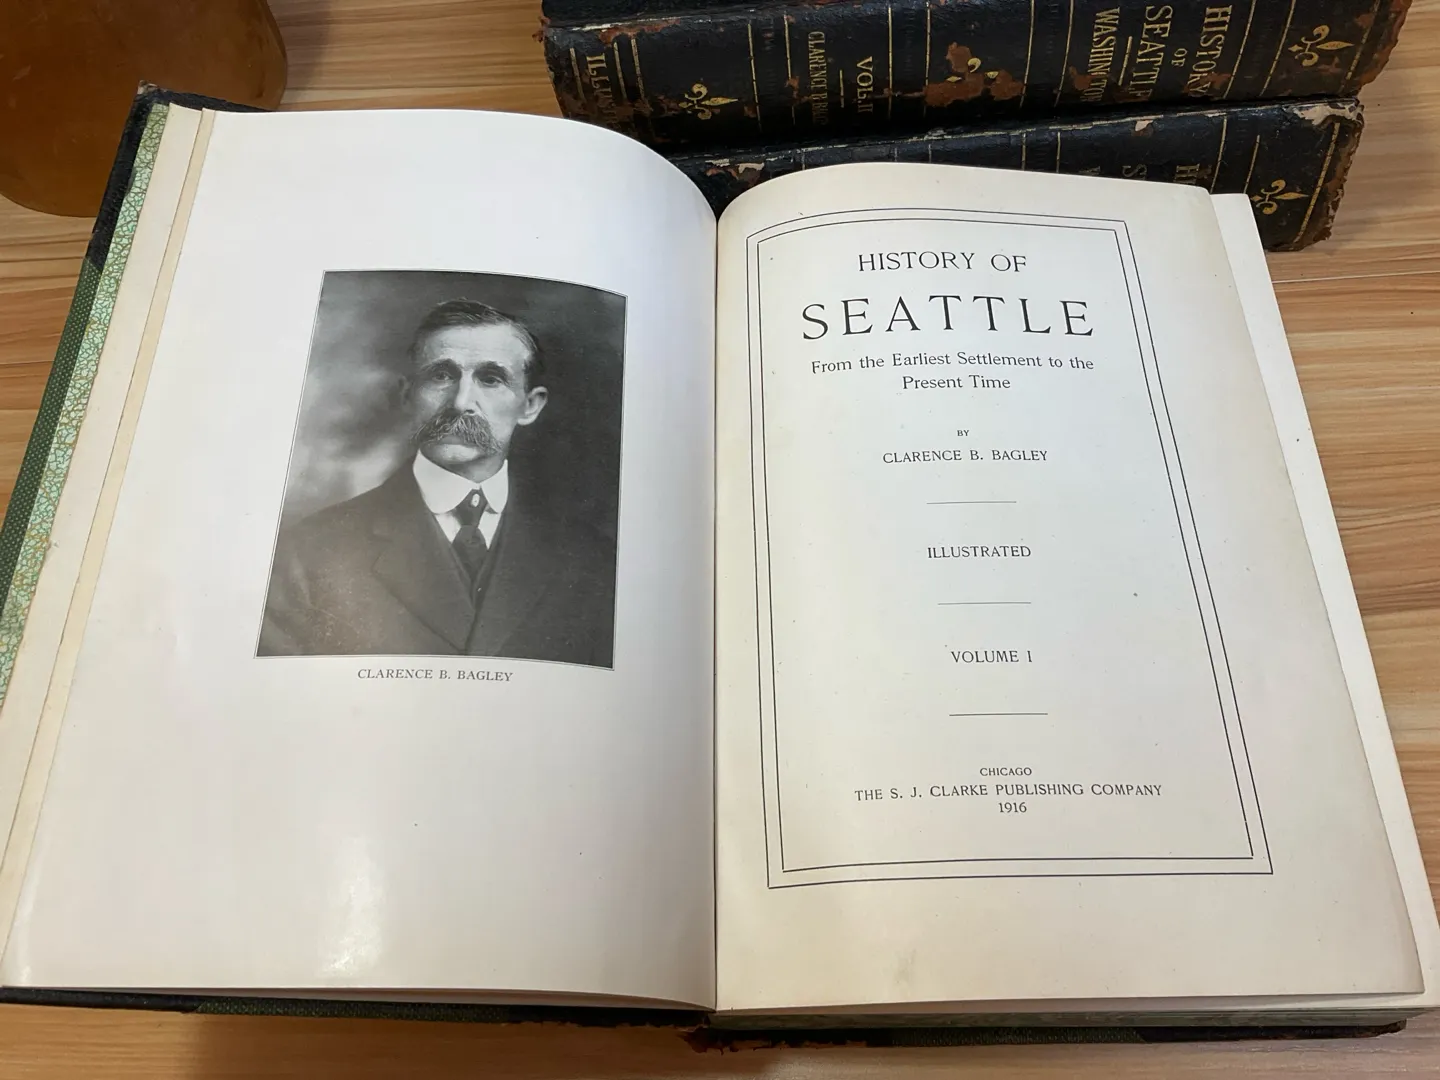 HISTORY
OF
SEATTLE
WASHINGTON
VOL. II
CLARENCE
CLARENCE B. BAGLEY
HISTORY OF
SEATTLE
From the Earliest Settlement to the
Present Time
BY
CLARENCE B. BAGLEY
ILLUSTRATED
VOLUME I
CHICAGO
THE S. J. CLARKE PUBLISHING COMPANY
1916